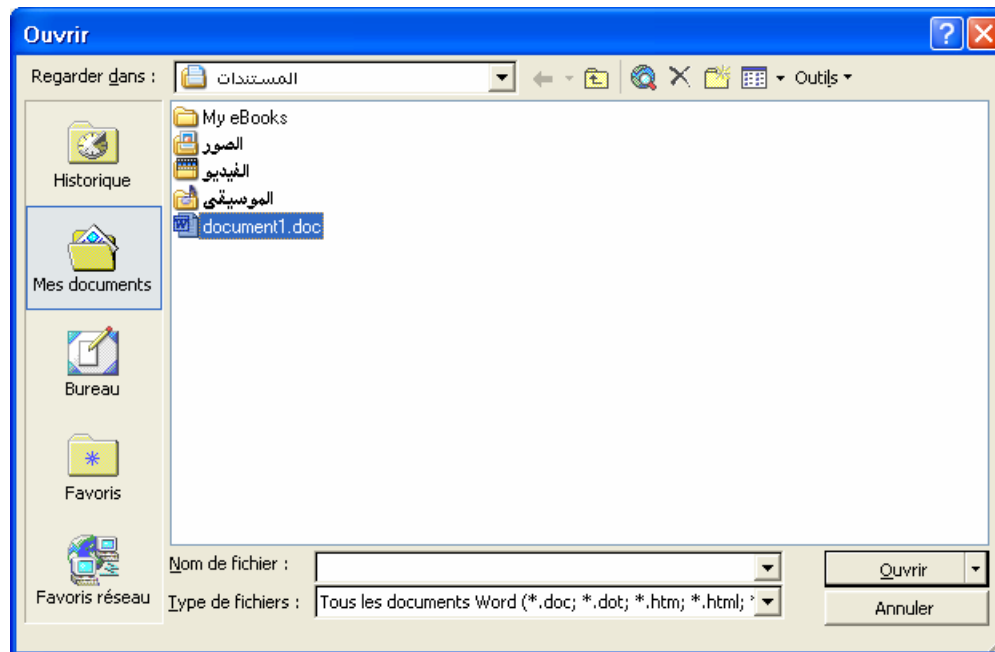 Ouvrir
Regarder dans : المستندات Outils
Historique
Mes documents
Bureau
Favoris
Favoris réseau
My eBooks
الصور
الفيديو
الموسيقى
document1.doc
Nom de fichier :
Ouvrir
Type de fichiers : Tous les documents Word (*.doc; *.dot; *.htm; *.html; *
Annuler